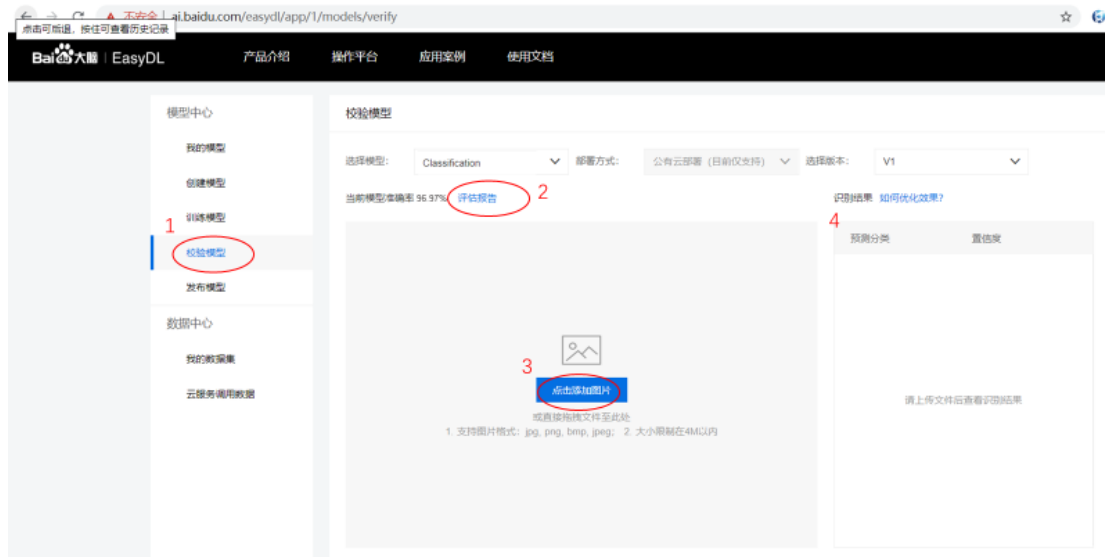 不安全 | ai.baidu.com/easydl/app/1/models/verify
点击可后退，按住可查看历史记录
Bai大脑 | EasyDL 产品介绍 操作平台 应用案例 使用文档
模型中心
我的模型
创建模型
训练模型
1
校验模型
发布模型
数据中心
我的数据集
云服务调用数据
校验模型
选择模型： Classification 部署方式： 公有云部署（目前仅支持） 选择版本： V1
当前模型准确率 96.97% 评估报告 2
3
点击添加图片
或直接拖拽文件至此处
1. 支持图片格式：jpg, png, bmp, jpeg； 2. 大小限制在4M以内
识别结果 如何优化效果?
4
预测分类 置信度
请上传文件后查看识别结果